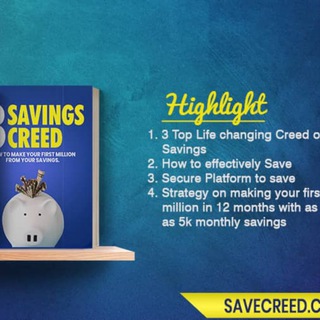 3 SAVINGS
CREED
W TO MAKE YOUR FIRST MILLION
FROM YOUR SAVINGS.
Highlight
1. 3 Top Life changing Creed o
Savings
2. How to effectively Save
3. Secure Platform to save
4. Strategy on making your firs
million in 12 months with as
as 5k monthly savings
SAVECREED.C